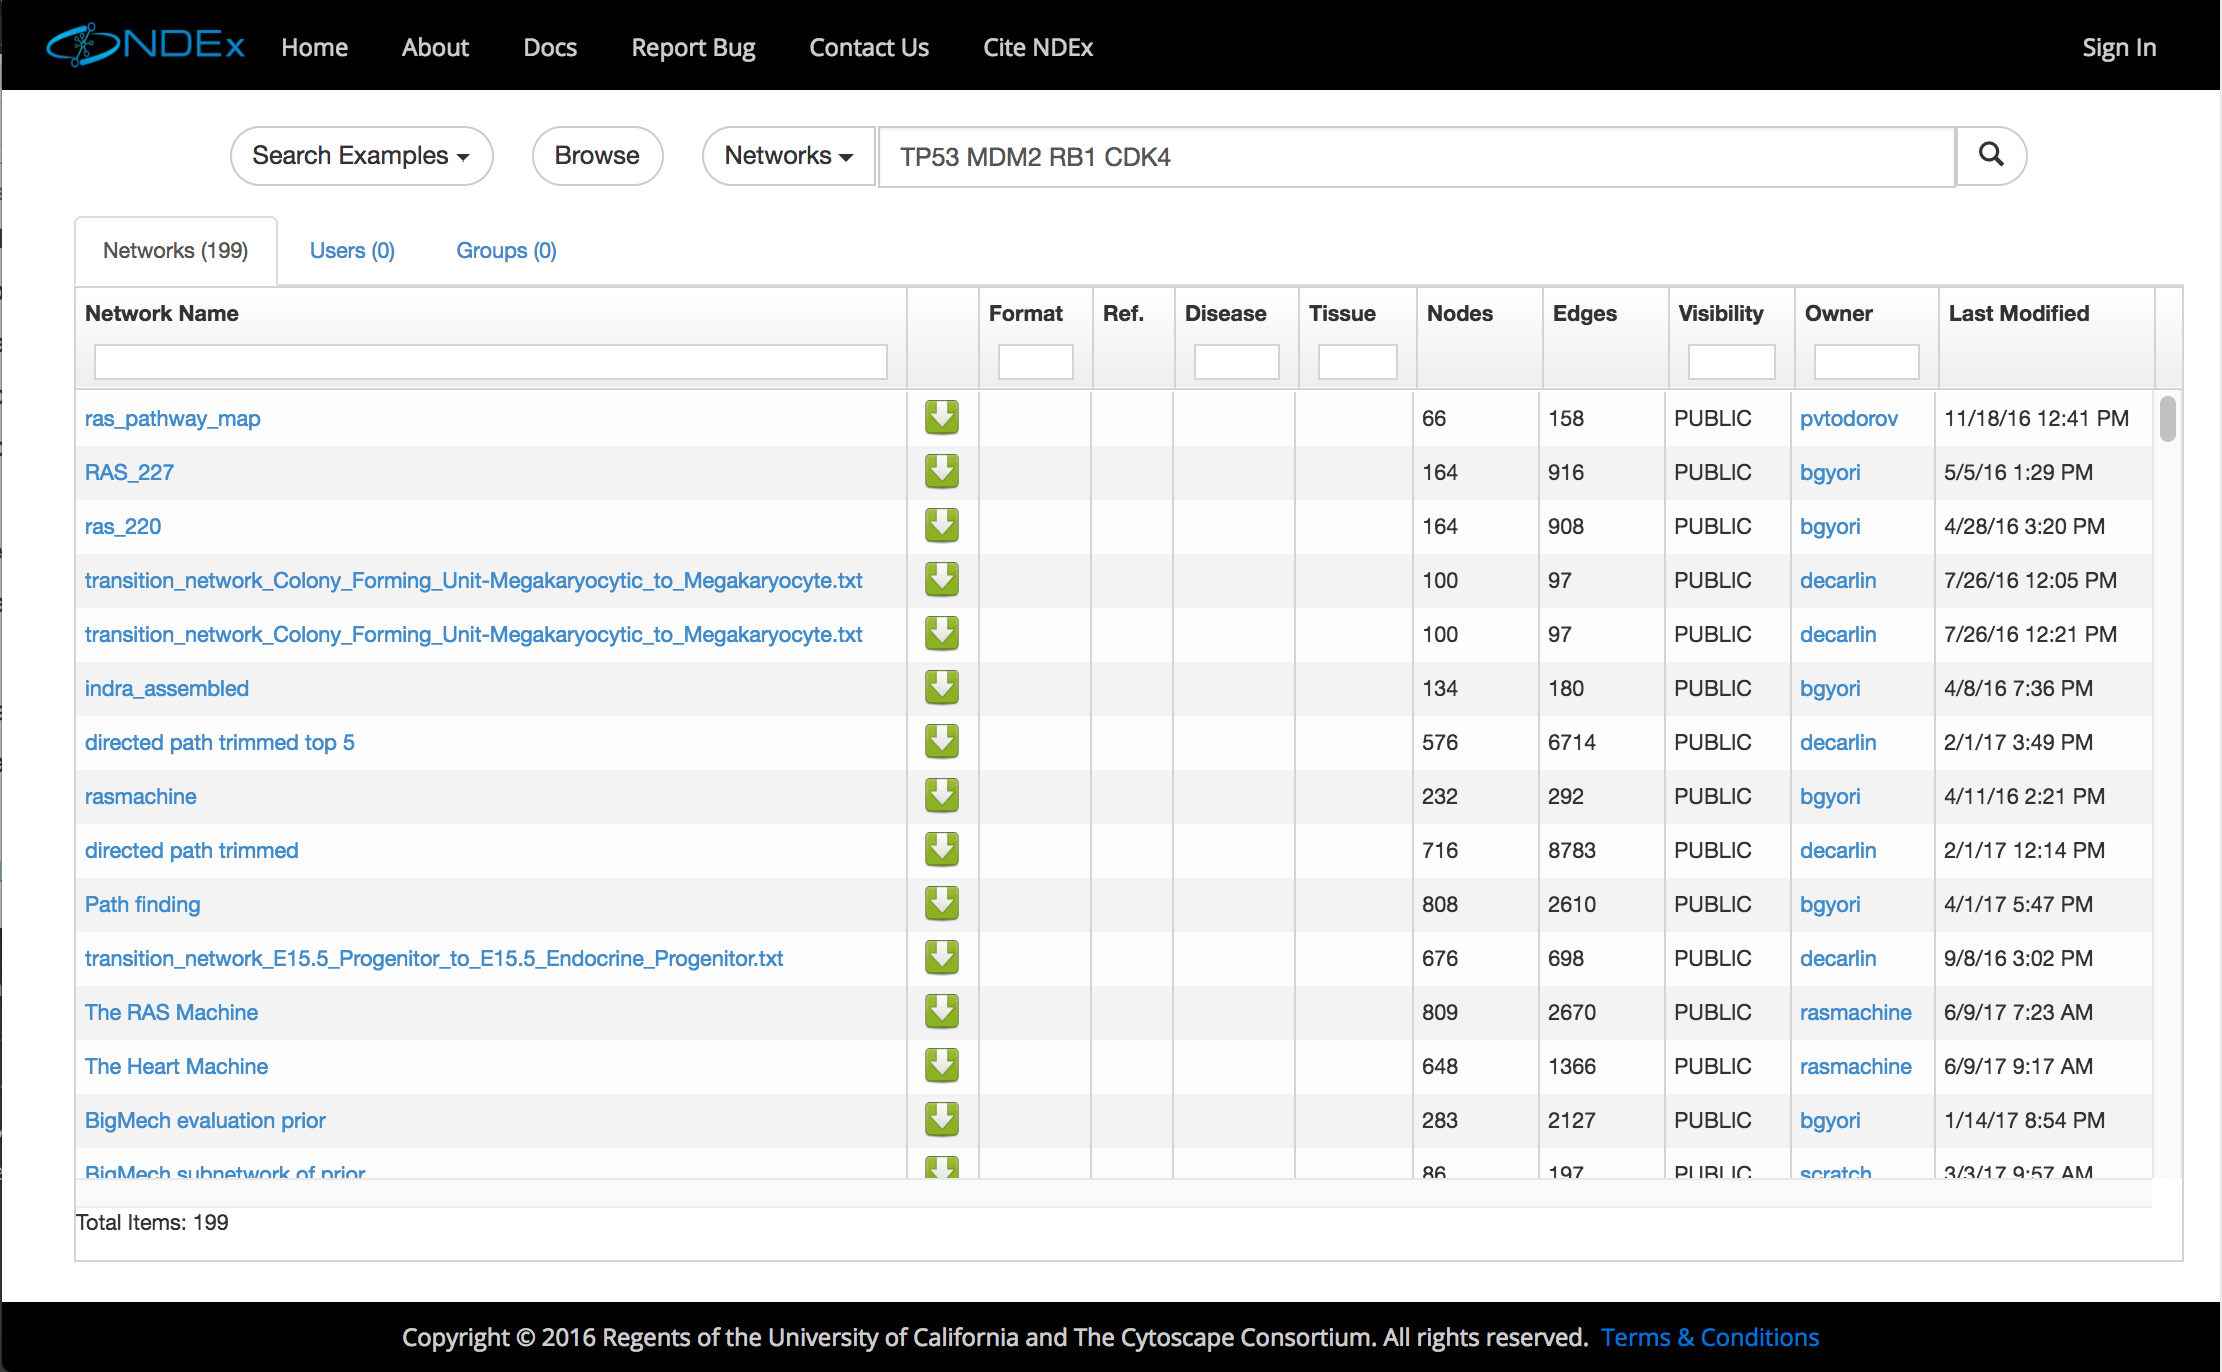 NDEx Home About Docs Report Bug Contact Us Cite NDEx Sign In
Search Examples Browse Networks TP53 MDM2 RB1 CDK4
Networks (199) Users (0) Groups (0)
Network Name Format Ref. Disease Tissue Nodes Edges Visibility Owner Last Modified
ras_pathway_map 66 158 PUBLIC pvtodorov 11/18/16 12:41 PM
RAS_227 164 916 PUBLIC bgyori 5/5/16 1:29 PM
ras_220 164 908 PUBLIC bgyori 4/28/16 3:20 PM
transition_network_Colony_Forming_Unit-Megakaryocytic_to_Megakaryocyte.txt 100 97 PUBLIC decarlin 7/26/16 12:05 PM
transition_network_Colony_Forming_Unit-Megakaryocytic_to_Megakaryocyte.txt 100 97 PUBLIC decarlin 7/26/16 12:21 PM
indra_assembled 134 180 PUBLIC bgyori 4/8/16 7:36 PM
directed path trimmed top 5 576 6714 PUBLIC decarlin 2/1/17 3:49 PM
rasmachine 232 292 PUBLIC bgyori 4/11/16 2:21 PM
directed path trimmed 716 8783 PUBLIC decarlin 2/1/17 12:14 PM
Path finding 808 2610 PUBLIC bgyori 4/1/17 5:47 PM
transition_network_E15.5_Progenitor_to_E15.5_Endocrine_Progenitor.txt 676 698 PUBLIC decarlin 9/8/16 3:02 PM
The RAS Machine 809 2670 PUBLIC rasmachine 6/9/17 7:23 AM
The Heart Machine 648 1366 PUBLIC rasmachine 6/9/17 9:17 AM
BigMech evaluation prior 283 2127 PUBLIC bgyori 1/14/17 8:54 PM
BigMech subnetwork of prior 86 197 PUBLIC scratch 3/3/17 9:57 AM
Total Items: 199
Copyright © 2016 Regents of the University of California and The Cytoscape Consortium. All rights reserved. Terms & Conditions